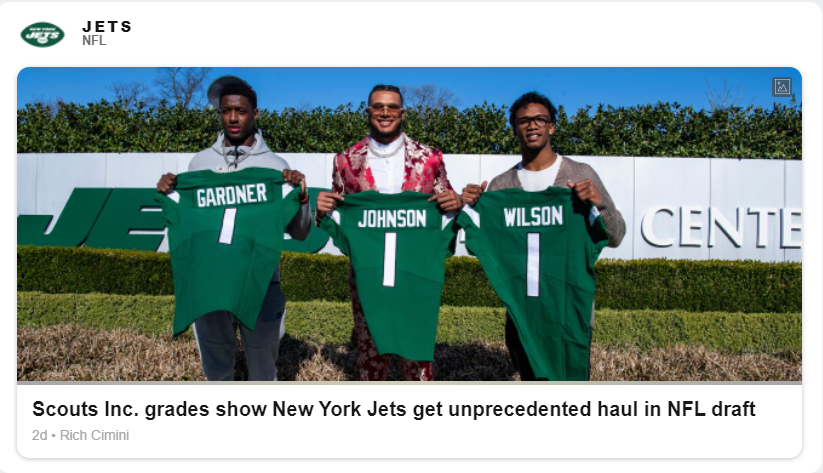 NEW YORK
JETS
JETS
NFL
GARDNER
1
JOHNSON
1
WILSON
1
JE
CENTE
Scouts Inc. grades show New York Jets get unprecedented haul in NFL draft
2d • Rich Cimini